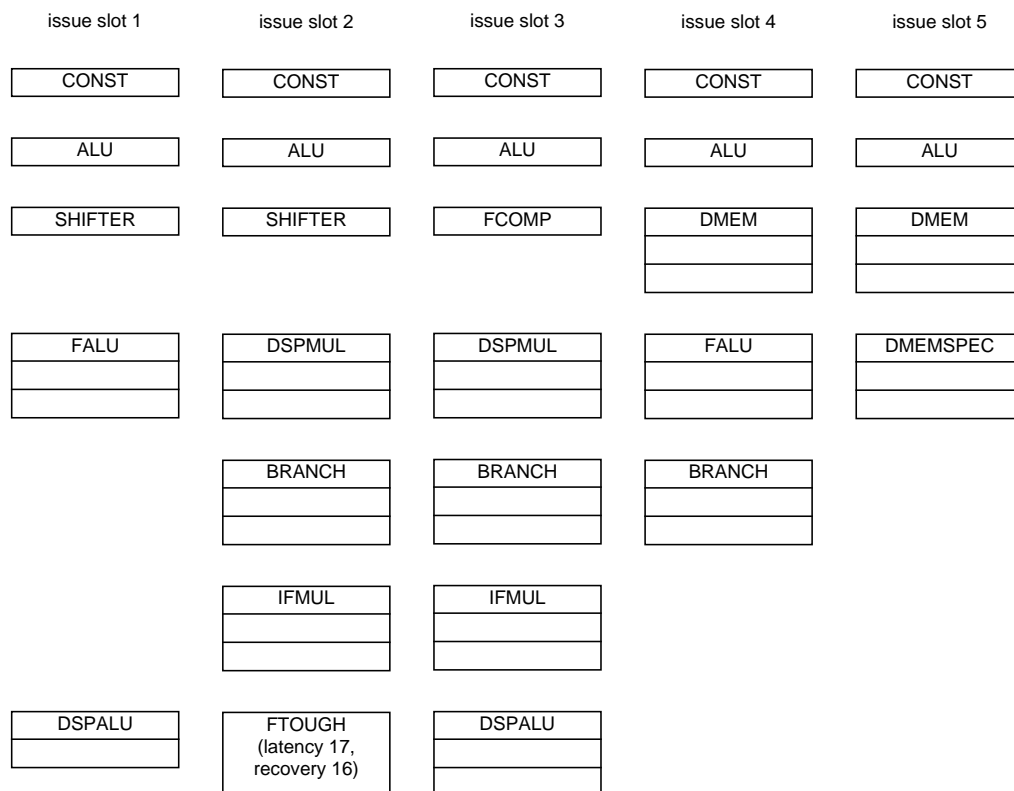 issue slot 1 issue slot 2 issue slot 3 issue slot 4 issue slot 5
CONST CONST CONST CONST CONST
ALU ALU ALU ALU ALU
SHIFTER SHIFTER FCOMP DMEM DMEM
FALU DSPMUL DSPMUL FALU DMEMSPEC
BRANCH BRANCH BRANCH
IFMUL IFMUL
DSPALU FTOUGH DSPALU
(latency 17,
recovery 16)